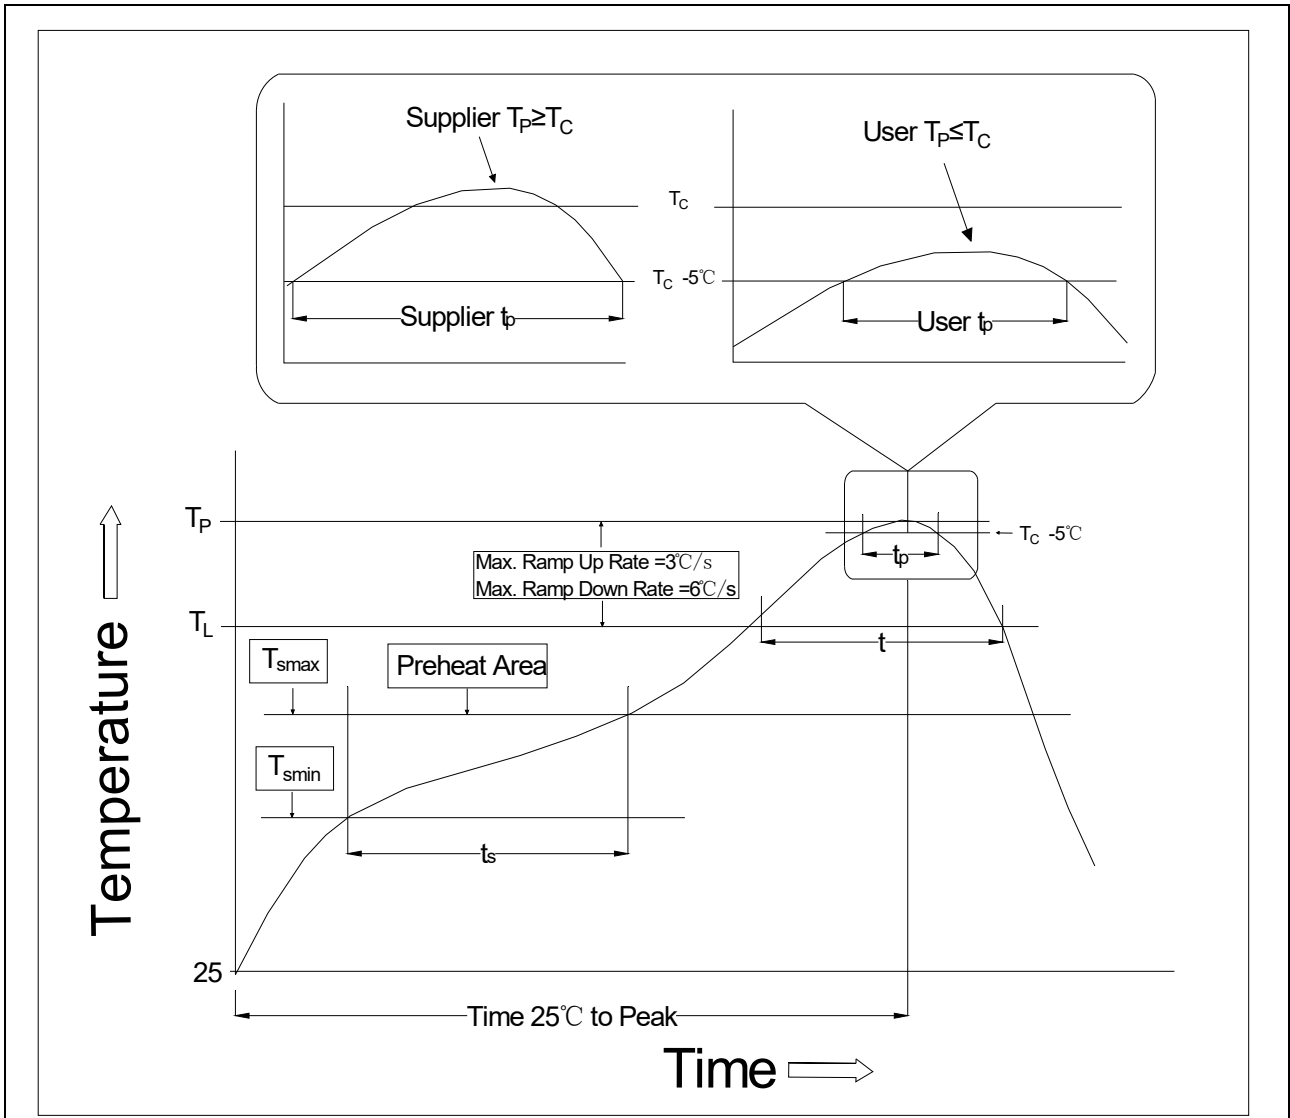 Supplier TP≥TC
User TP≤TC
TC
TC -5℃
Supplier tp
User tp
TP
TC -5℃
Max. Ramp Up Rate =3℃/s
Max. Ramp Down Rate =6℃/s
tp
TL
t
Tsmax
Preheat Area
Tsmin
ts
Temperature
25
Time 25℃ to Peak
Time